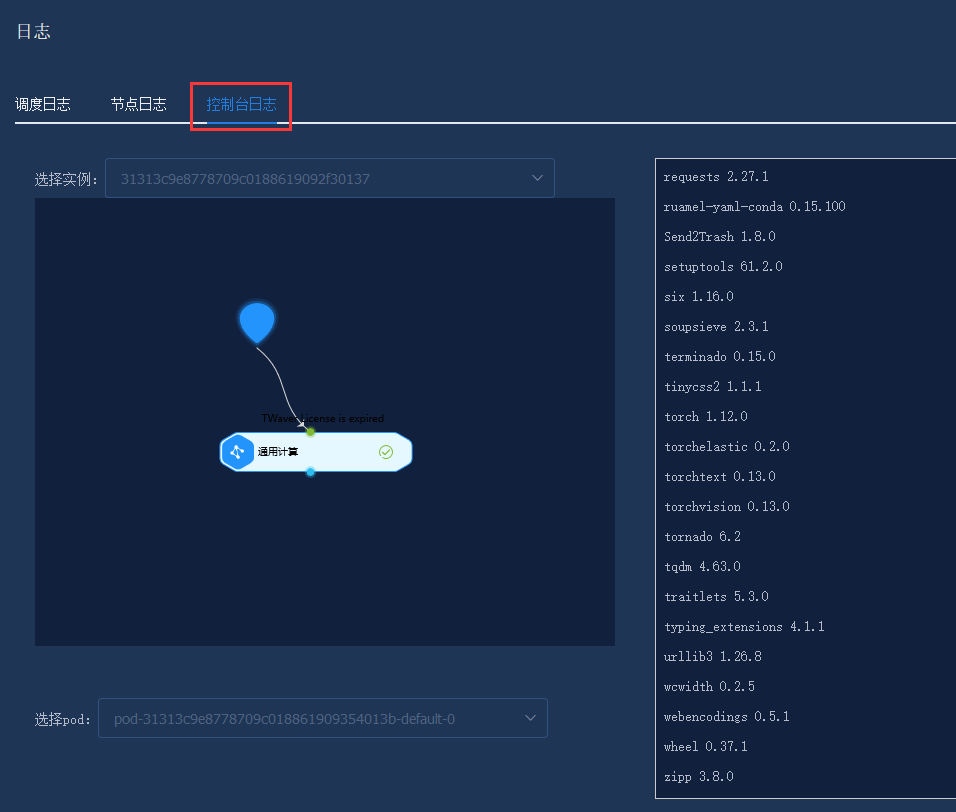 日志
调度日志 节点日志 控制台日志
选择实例： 31313c9e8778709c0188619092f30137
TWaver License is expired
通用计算
选择pod： pod-31313c9e8778709c018861909354013b-default-0
requests 2.27.1
ruamel-yaml-conda 0.15.100
Send2Trash 1.8.0
setuptools 61.2.0
six 1.16.0
soupsieve 2.3.1
terminado 0.15.0
tinycss2 1.1.1
torch 1.12.0
torchelastic 0.2.0
torchtext 0.13.0
torchvision 0.13.0
tornado 6.2
tqdm 4.63.0
traitlets 5.3.0
typing_extensions 4.1.1
urllib3 1.26.8
wcwidth 0.2.5
webencodings 0.5.1
wheel 0.37.1
zipp 3.8.0